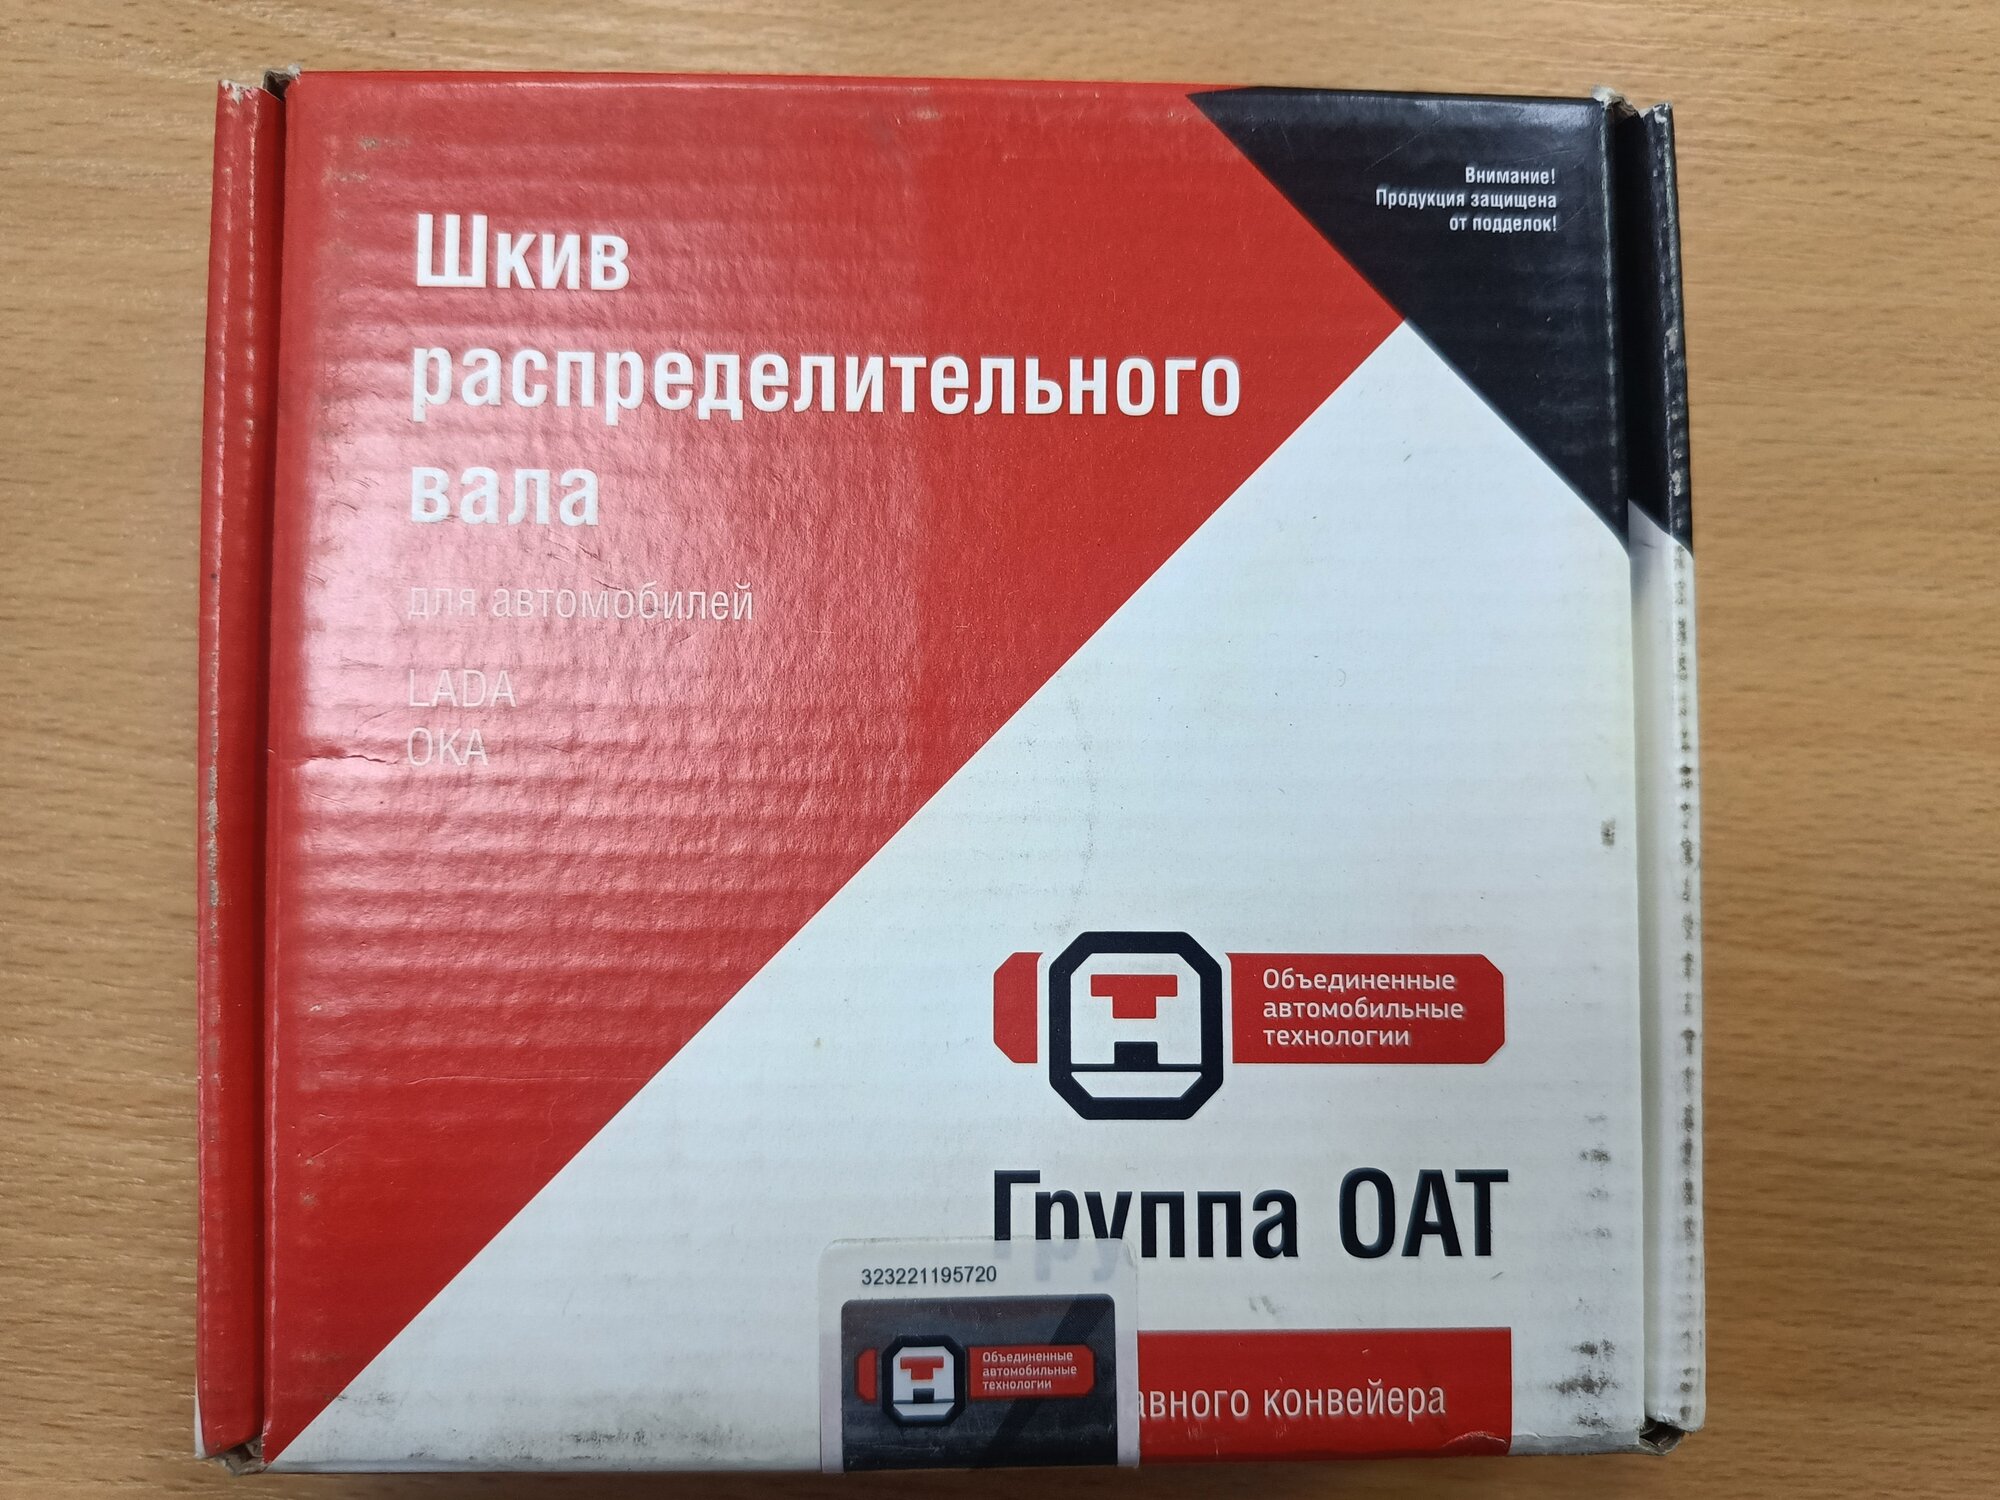 Шкив
распределительного
вала
для автомобилей
LADA
OKA
Внимание!
Продукция защищена
от подделок!
Объединенные
автомобильные
технологии
Группа ОАТ
323221195720
Объединенные
автомобильные
технологии
конвейера